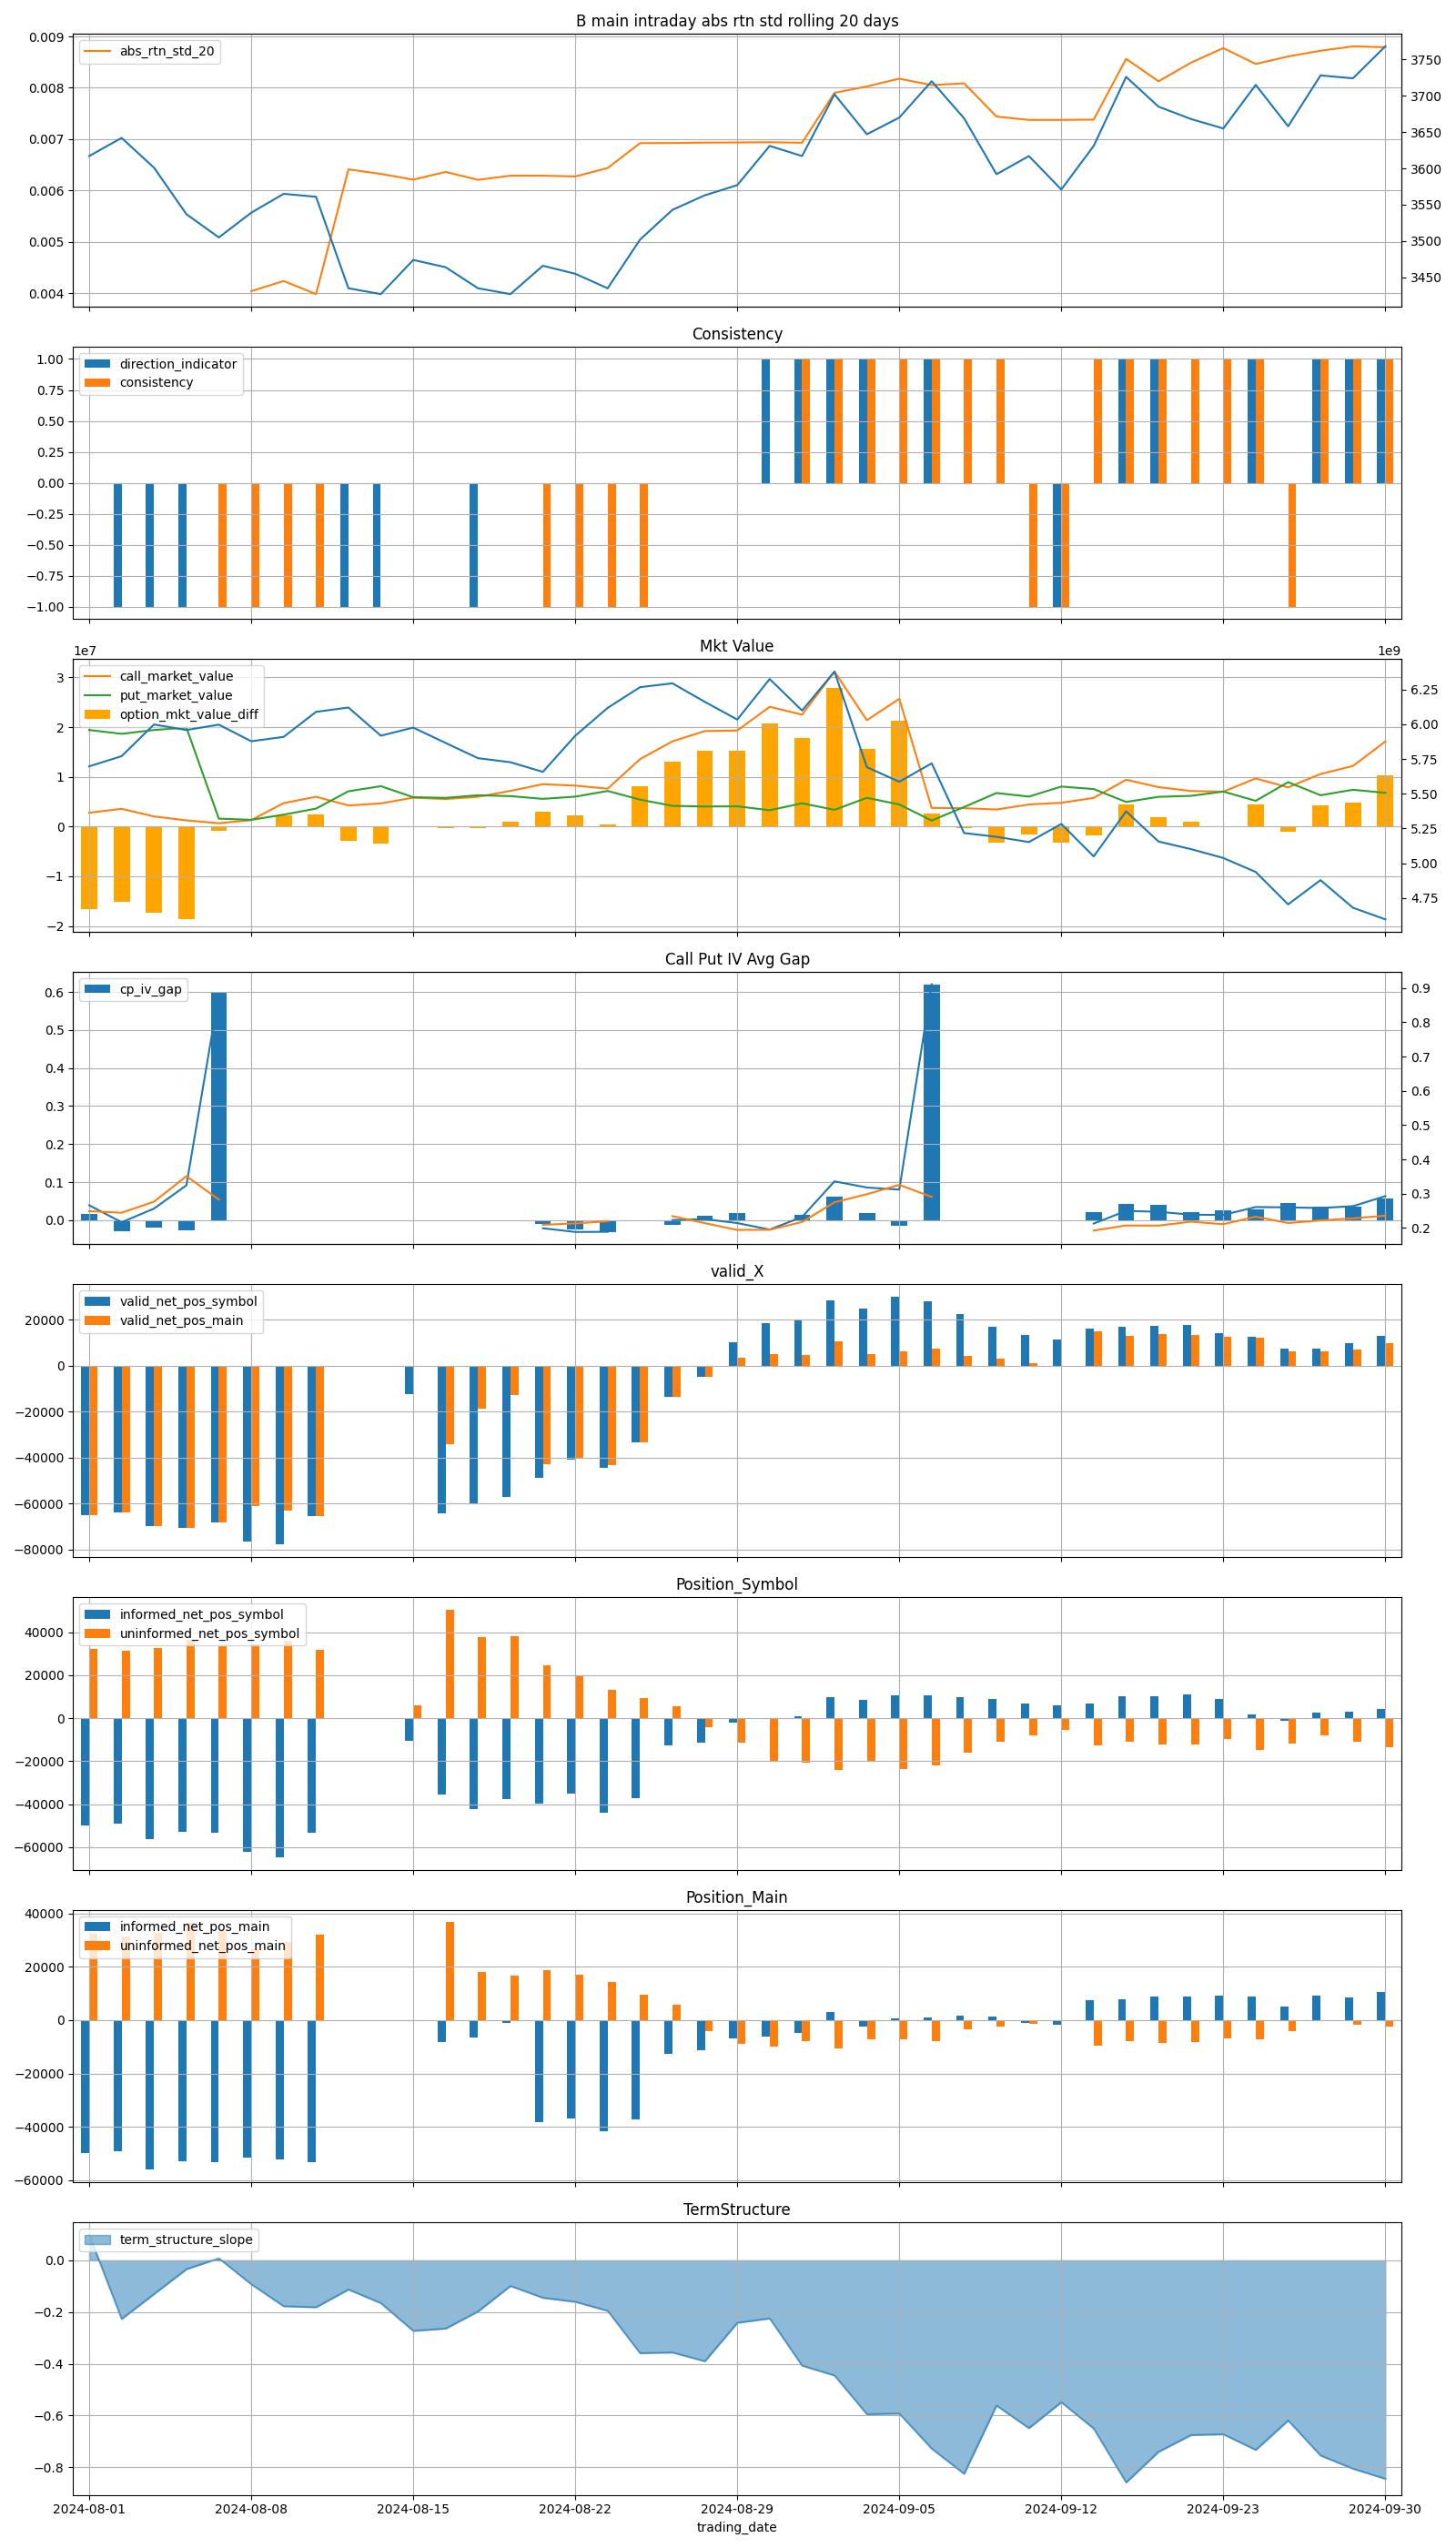 B main intraday abs rtn std rolling 20 days
abs_rtn_std_20
0.009
0.008
0.007
0.006
0.005
0.004
3750
3700
3650
3600
3550
3500
3450
Consistency
direction_indicator
consistency
1.00
0.75
0.50
0.25
0.00
−0.25
−0.50
−0.75
−1.00
Mkt Value
1e7
1e9
call_market_value
put_market_value
option_mkt_value_diff
3
2
1
0
−1
−2
6.25
6.00
5.75
5.50
5.25
5.00
4.75
Call Put IV Avg Gap
cp_iv_gap
0.6
0.5
0.4
0.3
0.2
0.1
0.0
0.9
0.8
0.7
0.6
0.5
0.4
0.3
0.2
valid_X
valid_net_pos_symbol
valid_net_pos_main
20000
0
−20000
−40000
−60000
−80000
Position_Symbol
informed_net_pos_symbol
uninformed_net_pos_symbol
40000
20000
0
−20000
−40000
−60000
Position_Main
informed_net_pos_main
uninformed_net_pos_main
40000
20000
0
−20000
−40000
−60000
TermStructure
term_structure_slope
0.0
−0.2
−0.4
−0.6
−0.8
2024-08-01 2024-08-08 2024-08-15 2024-08-22 2024-08-29 2024-09-05 2024-09-12 2024-09-23 2024-09-30
trading_date